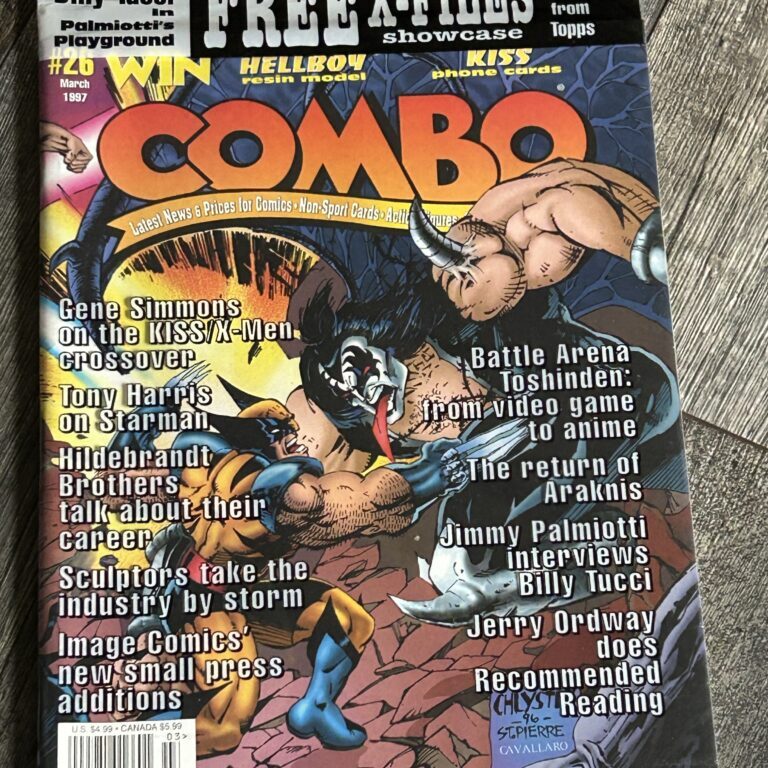 in
Palmiotti's
Playground
FREE X-FILES
showcase
from
Topps
#26
March
1997
WIN
HELLBOY
resin model
KISS
phone cards
COMBO
Latest News & Prices for Comics • Non-Sport Cards •
Gene Simmons
on the KISS/X-Men
crossover
Tony Harris
on Starman
Hildebrandt
Brothers
talk about their
career
Sculptors take the
industry by storm
Image Comics'
new small press
additions
Battle Arena
Toshinden:
from video game
to anime
The return of
Araknis
Jimmy Palmiotti
interviews
Billy Tucci
Jerry Ordway
does
Recommended
Reading
-96-
ST.PIERRE
CAVALLARO
U.S. $4.99 • CANADA $5.99
03>